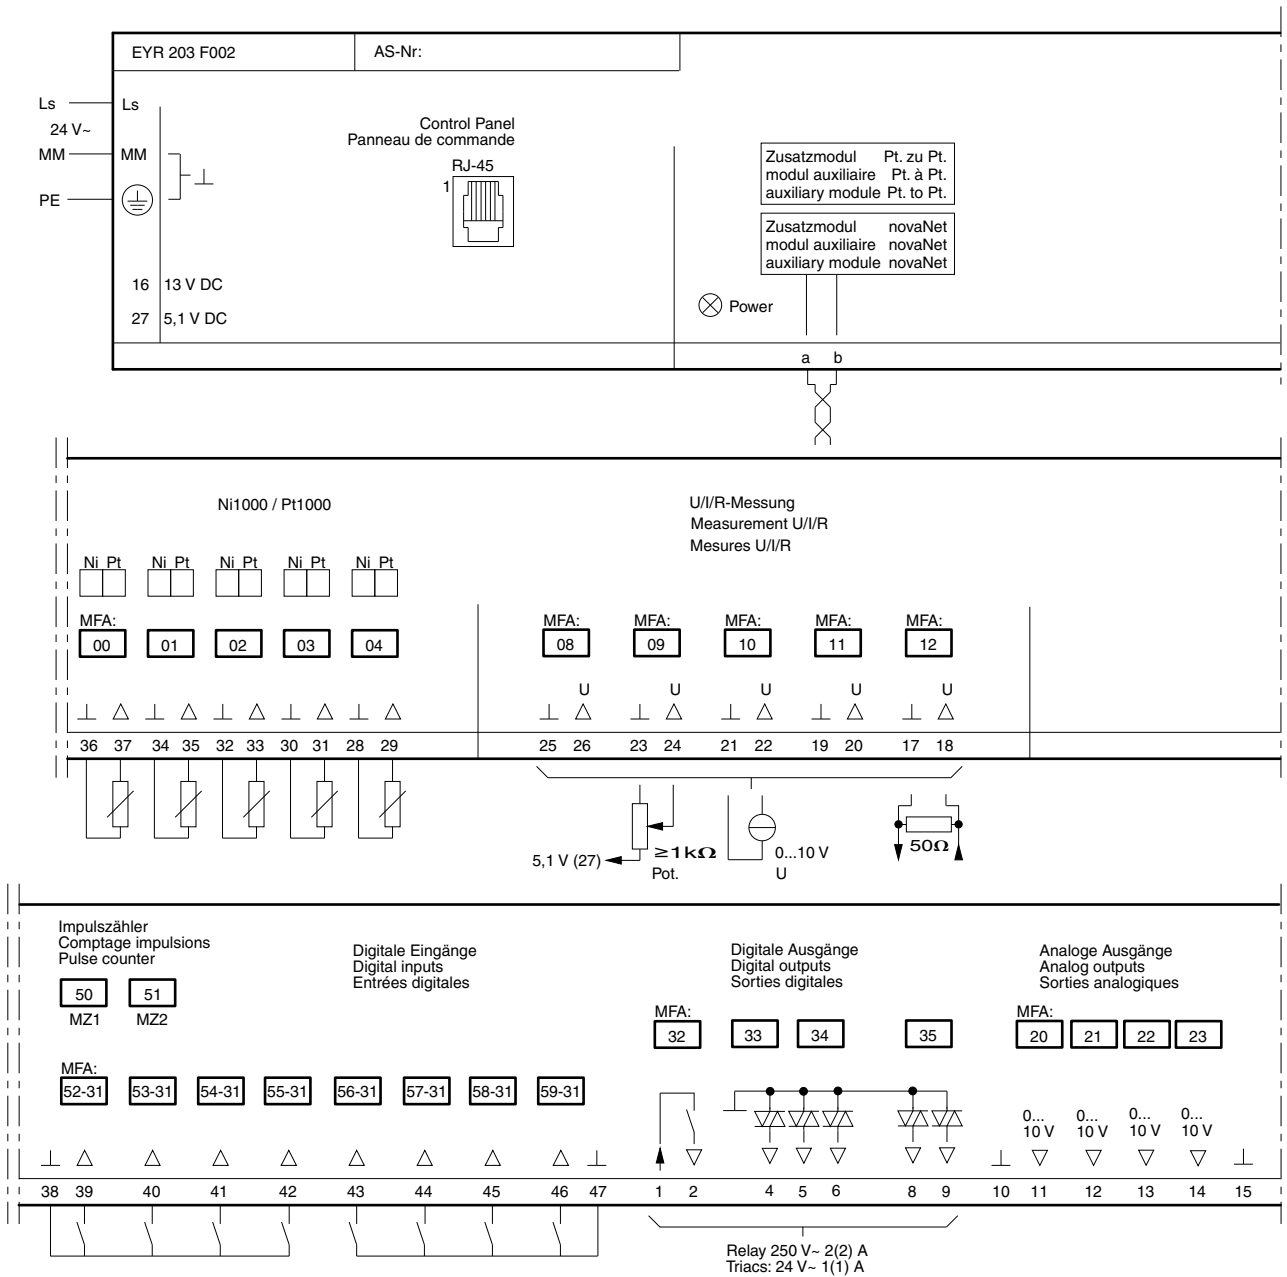 EYR 203 F002 AS-Nr:
Ls Ls
24 V~
MM MM
PE
Control Panel
Panneau de commande
RJ-45
1
16 13 V DC
27 5,1 V DC
Zusatzmodul Pt. zu Pt.
modul auxiliaire Pt. à Pt.
auxiliary module Pt. to Pt.
Zusatzmodul novaNet
modul auxiliaire novaNet
auxiliary module novaNet
Power
a b
Ni1000 / Pt1000
U/I/R-Messung
Measurement U/I/R
Mesures U/I/R
Ni Pt Ni Pt Ni Pt Ni Pt Ni Pt
MFA: MFA: MFA: MFA: MFA: MFA:
00 01 02 03 04 08 09 10 11 12
U U U U U
36 37 34 35 32 33 30 31 28 29 25 26 23 24 21 22 19 20 17 18
5,1 V (27)
≥1kΩ
Pot.
0...10 V
U
50Ω
Impulszähler
Comptage impulsions
Pulse counter
50 51
MZ1 MZ2
Digitale Eingänge
Digital inputs
Entrées digitales
Digitale Ausgänge
Digital outputs
Sorties digitales
Analoge Ausgänge
Analog outputs
Sorties analogiques
MFA: MFA:
32 33 34 35 20 21 22 23
MFA:
52-31 53-31 54-31 55-31 56-31 57-31 58-31 59-31
0... 0... 0... 0...
10 V 10 V 10 V 10 V
38 39 40 41 42 43 44 45 46 47 1 2 4 5 6 8 9 10 11 12 13 14 15
Relay 250 V~ 2(2) A
Triacs: 24 V~ 1(1) A